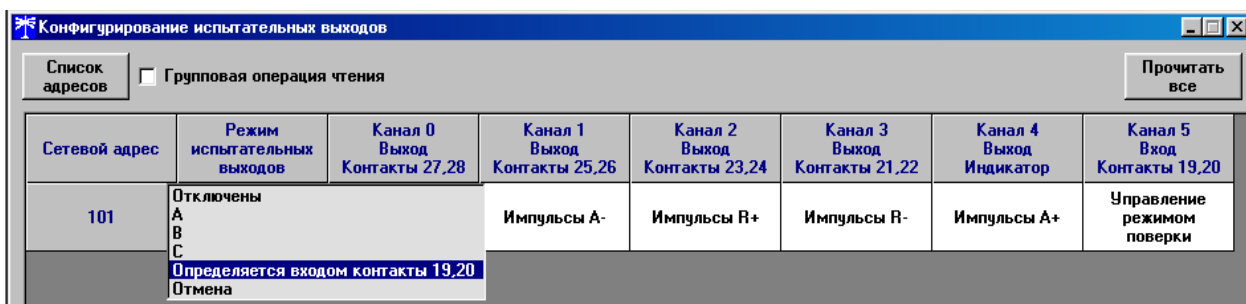 Конфигурирование испытательных выходов
Список
адресов
Групповая операция чтения
Прочитать
все
Сетевой адрес
Режим
испытательных
выходов
Канал 0
Выход
Контакты 27,28
Канал 1
Выход
Контакты 25,26
Канал 2
Выход
Контакты 23,24
Канал 3
Выход
Контакты 21,22
Канал 4
Выход
Индикатор
Канал 5
Вход
Контакты 19,20
101
Отключены
А
В
С
Определяется входом контакты 19,20
Отмена
Импульсы А-
Импульсы R+
Импульсы R-
Импульсы А+
Управление
режимом
поверки